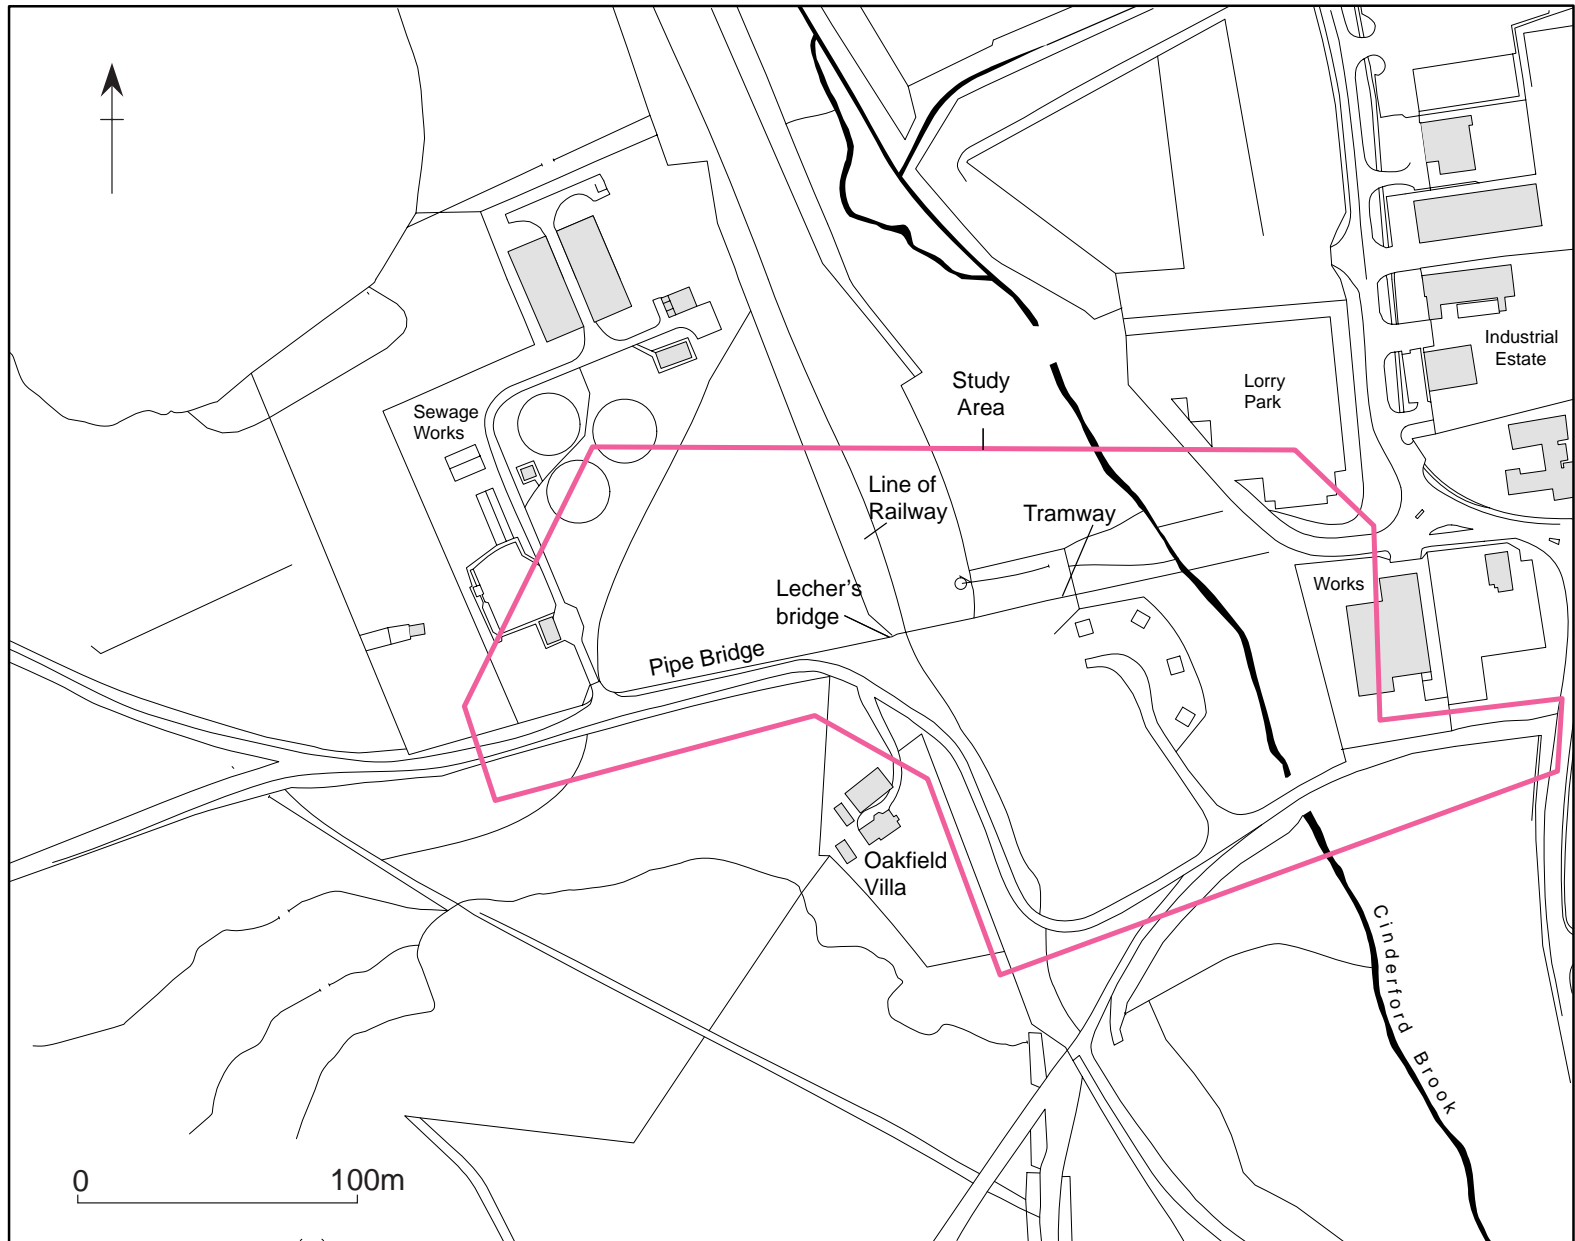 Industrial
Estate
Study
Area
Lorry
Park
Sewage
Works
Line of
Railway
Tramway
Works
Lecher's
bridge
Pipe Bridge
Oakfield
Villa
Cinderford Brook
0 100m